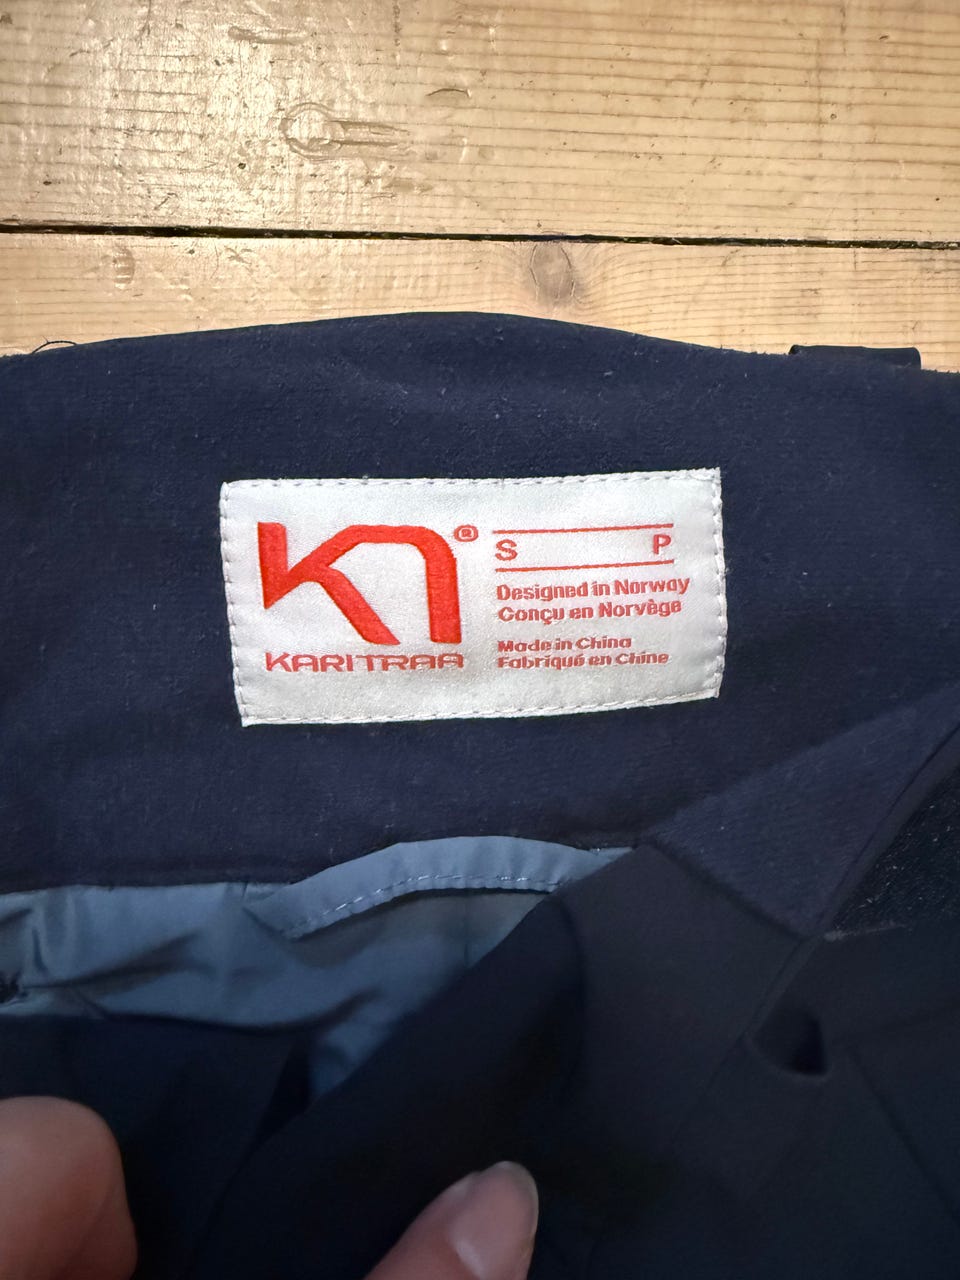 KARITRAA
®
S P
Designed in Norway
Conçu en Norvège
Made in China
Fabriqué en Chine